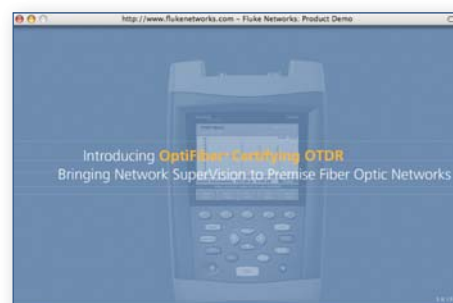 http://www.flukenetworks.com – Fluke Networks: Product Demo
Introducing OptiFiber® Certifying OTDR
Bringing Network SuperVision to Premise Fiber Optic Networks